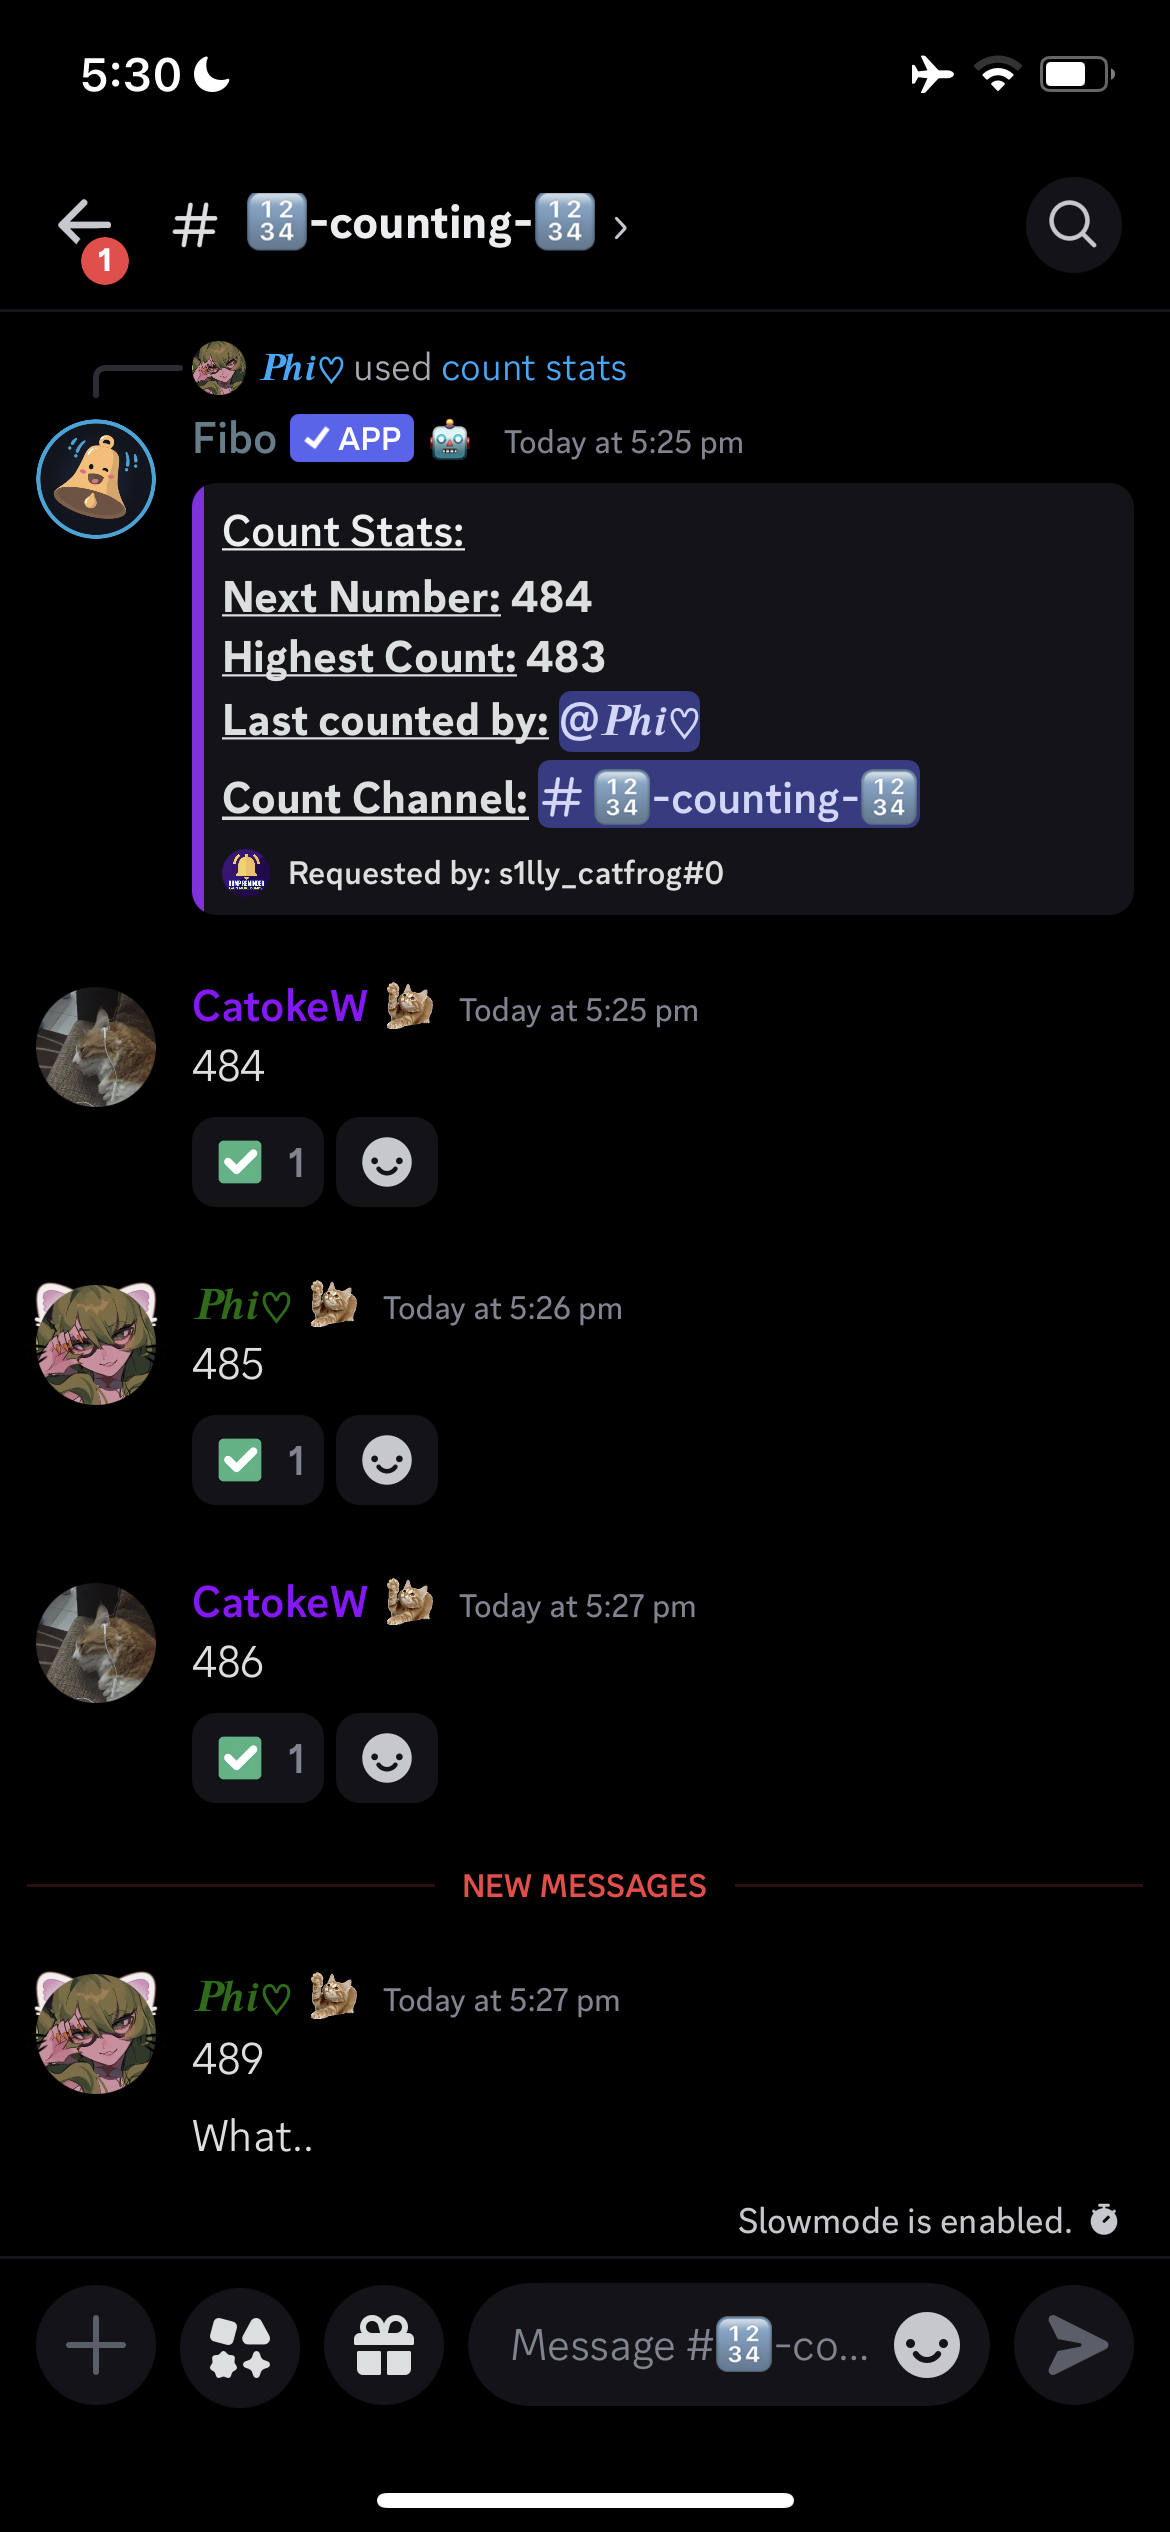 5:30
1
# 🔢-counting-🔢 ›
Phi♡ used count stats
Fibo ✓ APP 🤖 Today at 5:25 pm
Count Stats:
Next Number: 484
Highest Count: 483
Last counted by: @Phi♡
Count Channel: # 🔢-counting-🔢
Requested by: s1lly_catfrog#0
CatokeW Today at 5:25 pm
484
✅ 1
Phi♡ Today at 5:26 pm
485
✅ 1
CatokeW Today at 5:27 pm
486
✅ 1
NEW MESSAGES
Phi♡ Today at 5:27 pm
489
What..
Slowmode is enabled.
Message #🔢-co...